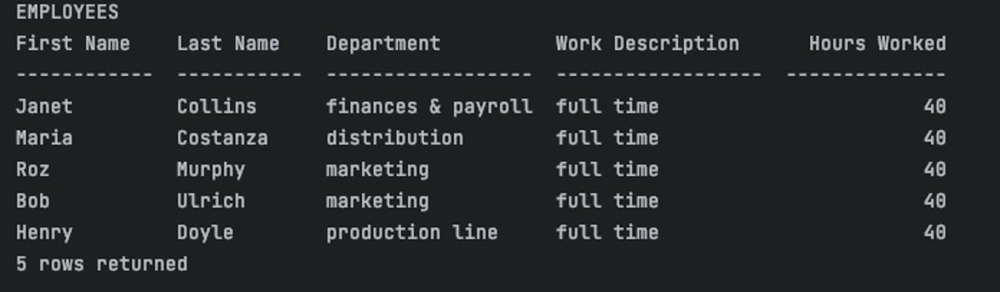 EMPLOYEES
First Name    Last Name    Department          Work Description    Hours Worked
------------  -----------  ------------------  ------------------  --------------
Janet         Collins      finances & payroll  full time                       40
Maria         Costanza     distribution        full time                       40
Roz           Murphy       marketing           full time                       40
Bob           Ulrich       marketing           full time                       40
Henry         Doyle        production line     full time                       40
5 rows returned